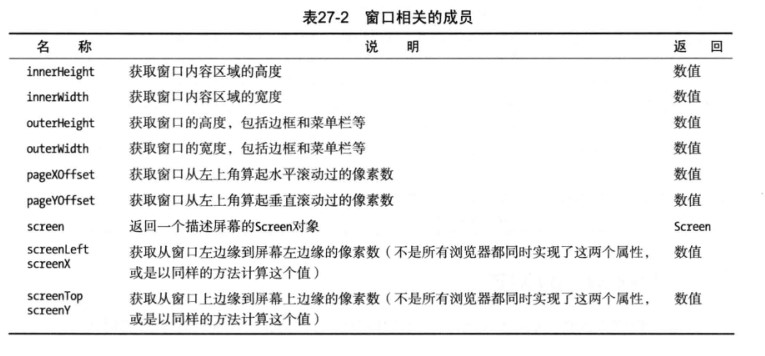 表27-2 窗口相关的成员
名 称 说 明 返 回
innerHeight 获取窗口内容区域的高度 数值
innerWidth 获取窗口内容区域的宽度 数值
outerHeight 获取窗口的高度，包括边框和菜单栏等 数值
outerWidth 获取窗口的宽度，包括边框和菜单栏等 数值
pageXOffset 获取窗口从左上角算起水平滚动过的像素数 数值
pageYOffset 获取窗口从左上角算起垂直滚动过的像素数 数值
screen 返回一个描述屏幕的Screen对象 Screen
screenLeft 获取从窗口左边缘到屏幕左边缘的像素数（不是所有浏览器都同时实现了这两个属性， 数值
screenX 或是以同样的方法计算这个值）
screenTop 获取从窗口上边缘到屏幕上边缘的像素数（不是所有浏览器都同时实现了这两个属性， 数值
screenY 或是以同样的方法计算这个值）